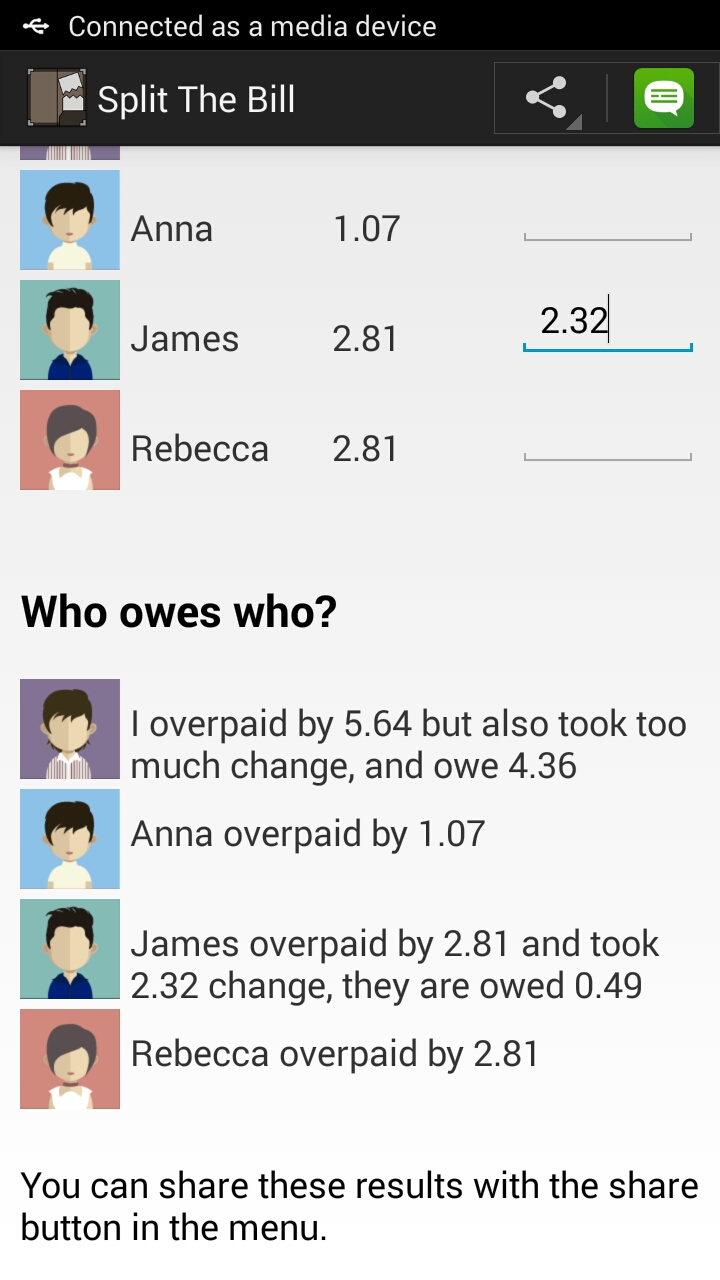 Connected as a media device
Split The Bill
Anna 1.07
James 2.81 2.32
Rebecca 2.81
Who owes who?
I overpaid by 5.64 but also took too
much change, and owe 4.36
Anna overpaid by 1.07
James overpaid by 2.81 and took
2.32 change, they are owed 0.49
Rebecca overpaid by 2.81
You can share these results with the share
button in the menu.